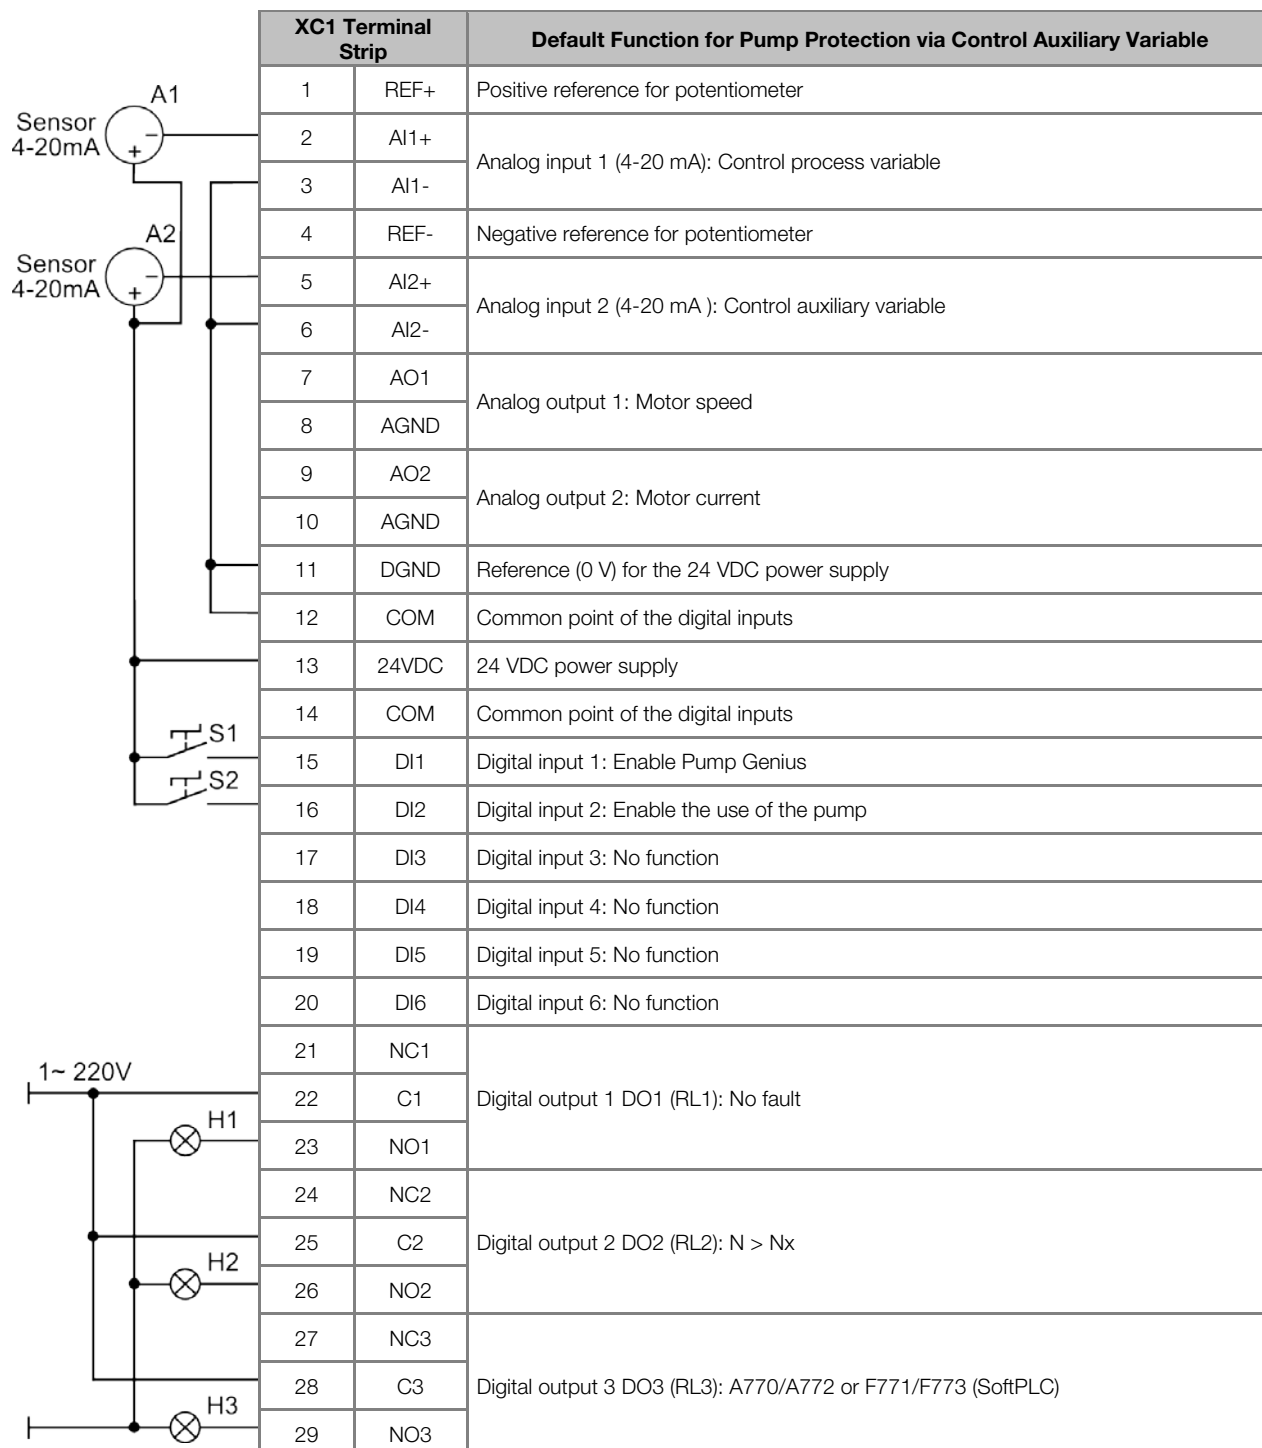 XC1 Terminal
Strip
Default Function for Pump Protection via Control Auxiliary Variable
1 REF+ Positive reference for potentiometer
A1
Sensor
4-20mA
- +
2 AI1+
Analog input 1 (4-20 mA): Control process variable
3 AI1-
4 REF- Negative reference for potentiometer
A2
Sensor
4-20mA
- +
5 AI2+
Analog input 2 (4-20 mA ): Control auxiliary variable
6 AI2-
7 AO1
Analog output 1: Motor speed
8 AGND
9 AO2
Analog output 2: Motor current
10 AGND
11 DGND Reference (0 V) for the 24 VDC power supply
12 COM Common point of the digital inputs
13 24VDC 24 VDC power supply
14 COM Common point of the digital inputs
S1
15 DI1 Digital input 1: Enable Pump Genius
S2
16 DI2 Digital input 2: Enable the use of the pump
17 DI3 Digital input 3: No function
18 DI4 Digital input 4: No function
19 DI5 Digital input 5: No function
20 DI6 Digital input 6: No function
21 NC1
1~ 220V
22 C1 Digital output 1 DO1 (RL1): No fault
H1
23 NO1
24 NC2
25 C2 Digital output 2 DO2 (RL2): N > Nx
H2
26 NO2
27 NC3
28 C3 Digital output 3 DO3 (RL3): A770/A772 or F771/F773 (SoftPLC)
H3
29 NO3